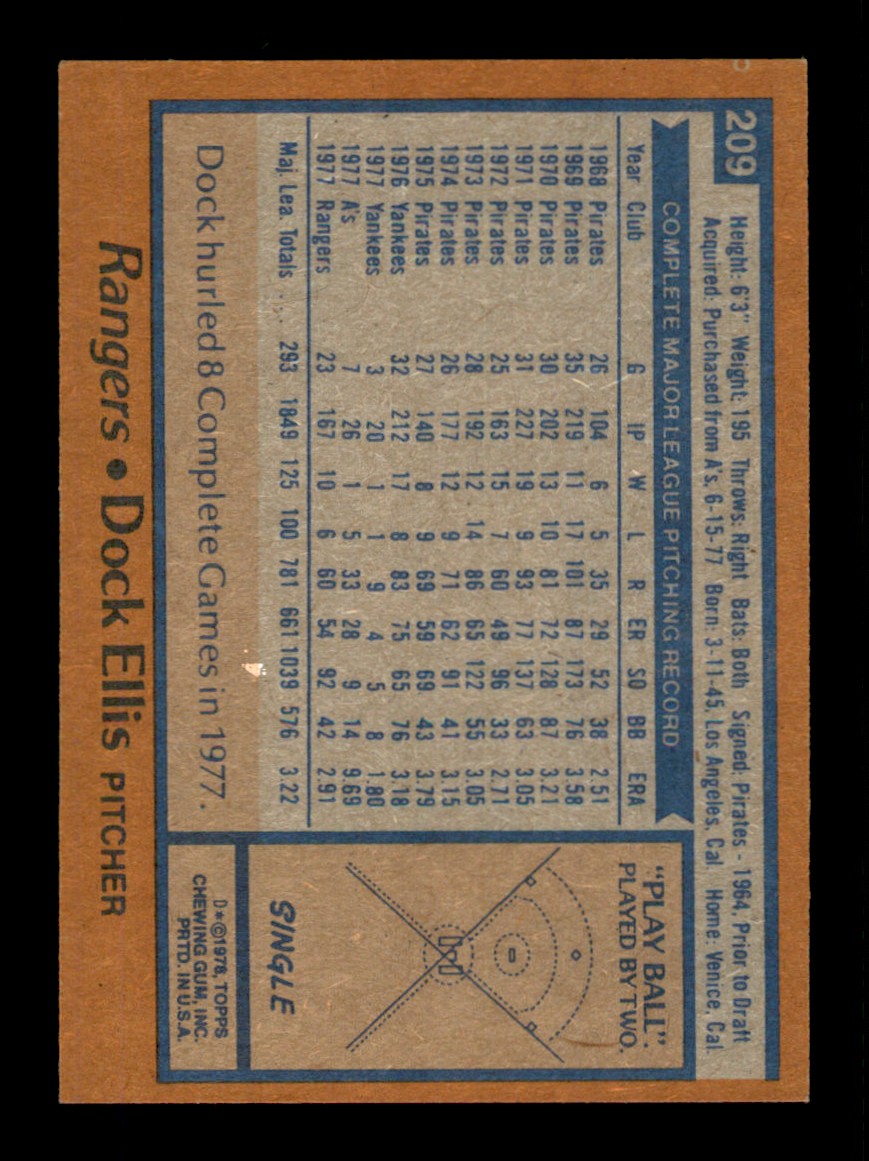 209
Height: 6'3" Weight: 195 Throws: Right Bats: Both Signed: Pirates - 1964, Prior to Draft
Acquired: Purchased from A's, 6-15-77 Born: 3-11-45, Los Angeles, Cal. Home: Venice, Cal.
COMPLETE MAJOR LEAGUE PITCHING RECORD
Year Club G IP W L R ER SO BB ERA
1968 Pirates 26 104 6 5 35 29 52 38 2.51
1969 Pirates 35 219 11 17 101 87 173 76 3.58
1970 Pirates 30 202 13 10 81 72 128 87 3.21
1971 Pirates 31 227 19 9 93 77 137 63 3.05
1972 Pirates 25 163 15 7 60 49 96 33 2.71
1973 Pirates 28 192 12 14 86 65 122 55 3.05
1974 Pirates 26 177 12 9 71 62 91 41 3.15
1975 Pirates 27 140 8 9 69 59 69 43 3.79
1976 Yankees 32 212 17 8 83 75 65 76 3.18
1977 Yankees 3 20 1 1 9 4 5 8 1.80
1977 A's 7 26 1 5 33 28 9 14 9.69
1977 Rangers 23 167 10 6 60 54 92 42 2.91
Maj. Lea. Totals .... 293 1849 125 100 781 661 1039 576 3.22
Dock hurled 8 Complete Games in 1977.
"PLAY BALL":
PLAYED BY TWO.
SINGLE
D*©1978, TOPPS
CHEWING GUM, INC.
PRTD. IN U.S.A.
Rangers • Dock Ellis PITCHER